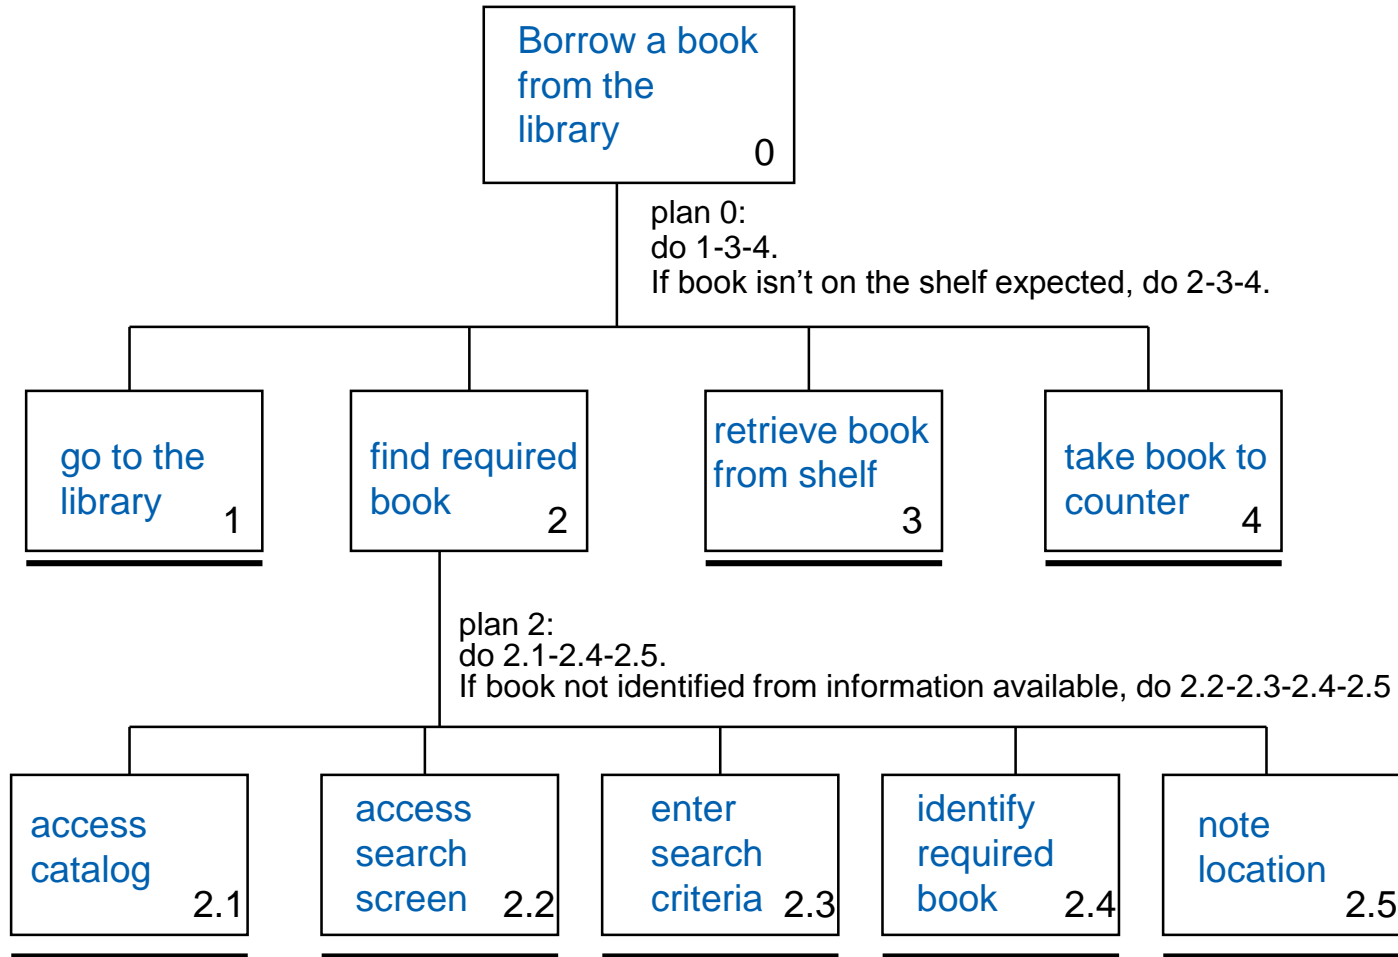 Borrow a book
from the
library
0
plan 0:
do 1-3-4.
If book isn’t on the shelf expected, do 2-3-4.
go to the
library
1
find required
book
2
retrieve book
from shelf
3
take book to
counter
4
plan 2:
do 2.1-2.4-2.5.
If book not identified from information available, do 2.2-2.3-2.4-2.5
access
catalog
2.1
access
search
screen
2.2
enter
search
criteria
2.3
identify
required
book
2.4
note
location
2.5